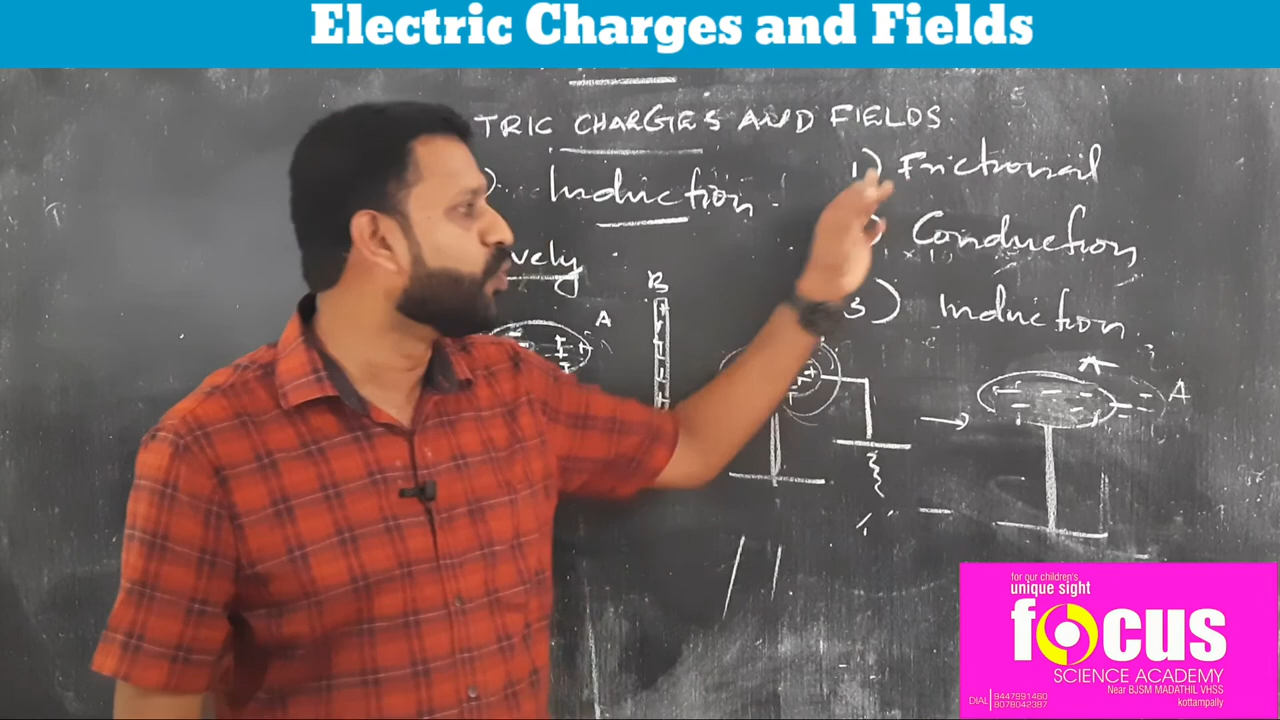 Electric Charges and Fields
TRIC CHARGES AND FIELDS
Induction
vely
A
B
1) Frictional
) Conduction
3) Induction
A
for our children's
unique sight
focus
SCIENCE ACADEMY
Near BJSM MADATHIL VHSS
kottampally
DIAL 9447991460
8078042387